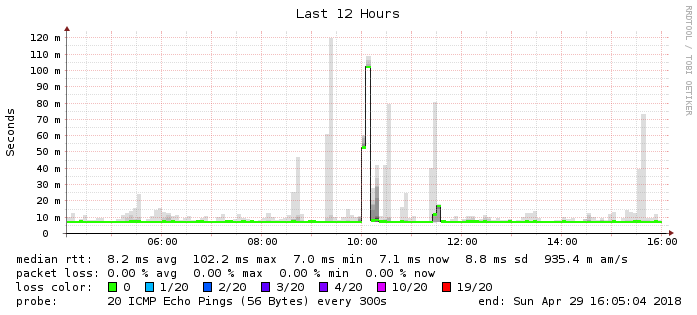 Last 12 Hours
RRDTOOL / TOBI OETIKER
Seconds
120 m
110 m
100 m
90 m
80 m
70 m
60 m
50 m
40 m
30 m
20 m
10 m
0
06:00 08:00 10:00 12:00 14:00 16:00
median rtt: 8.2 ms avg 102.2 ms max 7.0 ms min 7.1 ms now 8.8 ms sd 935.4 m am/s
packet loss: 0.00 % avg 0.00 % max 0.00 % min 0.00 % now
loss color: 0 1/20 2/20 3/20 4/20 10/20 19/20
probe: 20 ICMP Echo Pings (56 Bytes) every 300s end: Sun Apr 29 16:05:04 2018